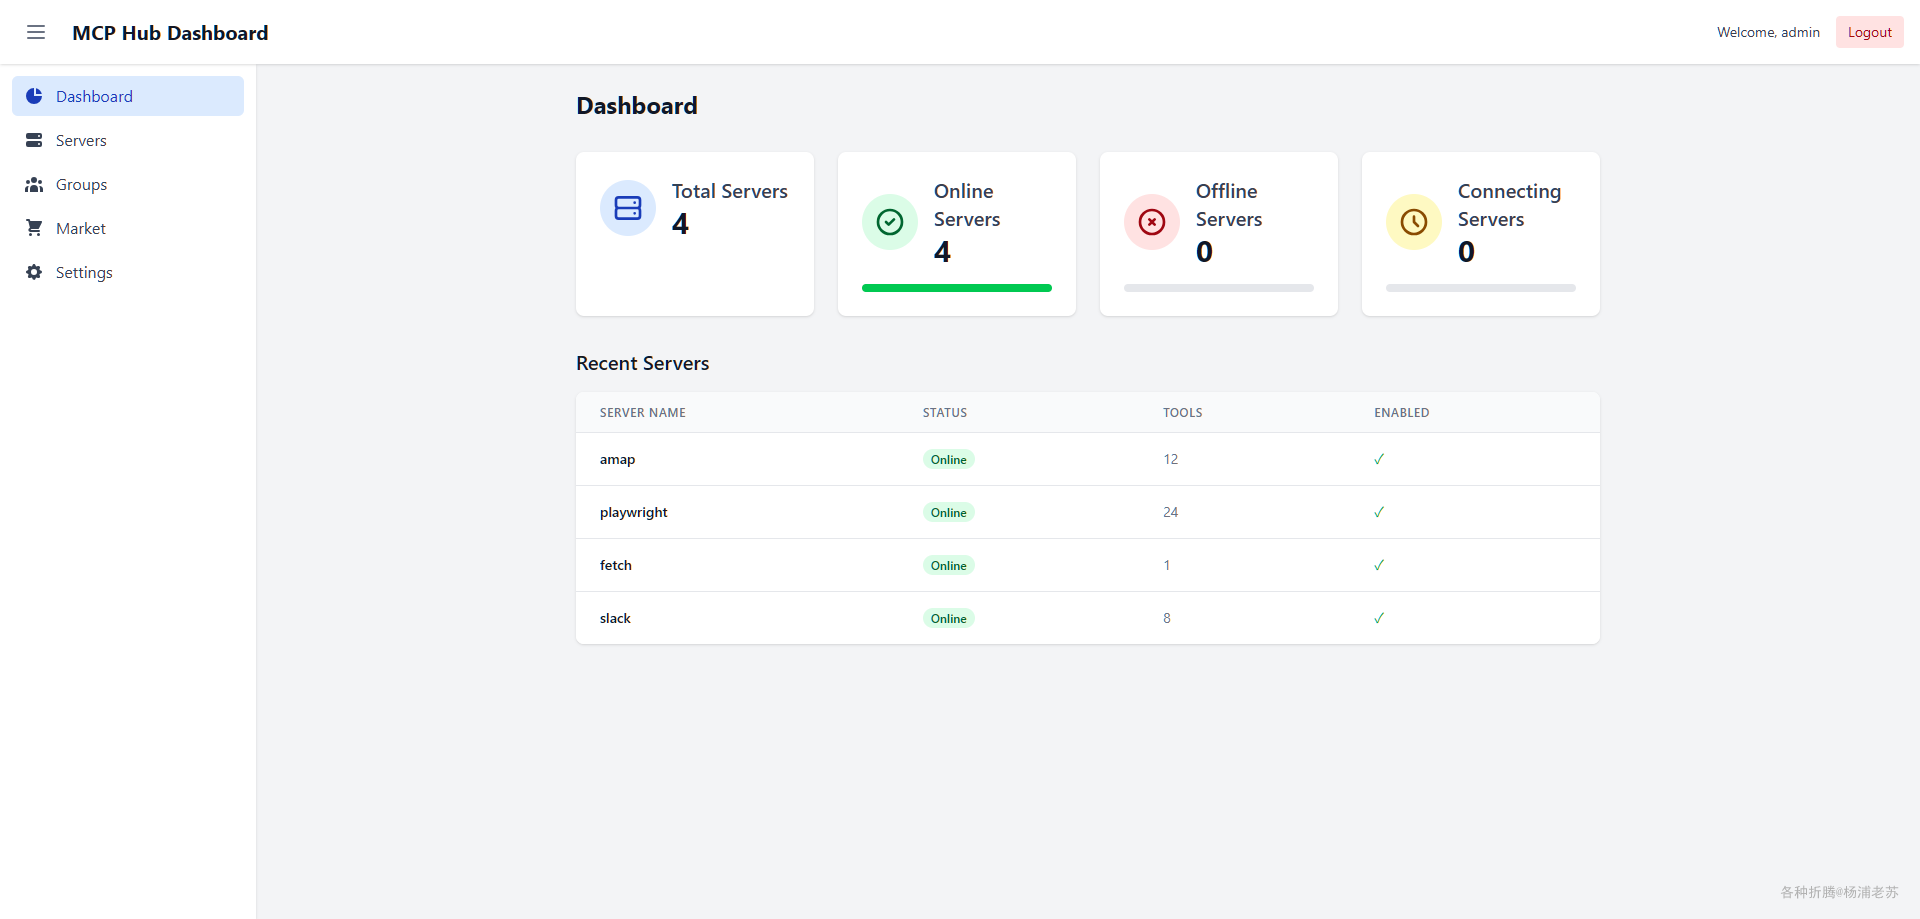 MCP Hub Dashboard
Welcome, admin
Logout
Dashboard
Servers
Groups
Market
Settings
Dashboard
Total Servers
4
Online
Servers
4
Offline
Servers
0
Connecting
Servers
0
Recent Servers
SERVER NAME STATUS TOOLS ENABLED
amap Online 12 ✓
playwright Online 24 ✓
fetch Online 1 ✓
slack Online 8 ✓
各种折腾@杨浦老苏